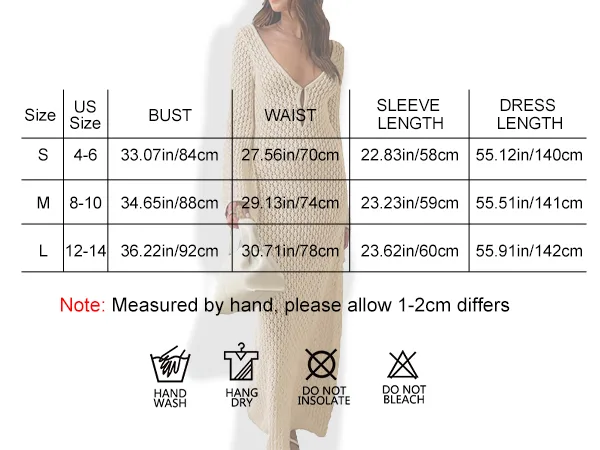 Size US Size BUST WAIST SLEEVE LENGTH DRESS LENGTH
S 4-6 33.07in/84cm 27.56in/70cm 22.83in/58cm 55.12in/140cm
M 8-10 34.65in/88cm 29.13in/74cm 23.23in/59cm 55.51in/141cm
L 12-14 36.22in/92cm 30.71in/78cm 23.62in/60cm 55.91in/142cm
Note: Measured by hand, please allow 1-2cm differs
HAND WASH
HANG DRY
DO NOT INSOLATE
DO NOT BLEACH